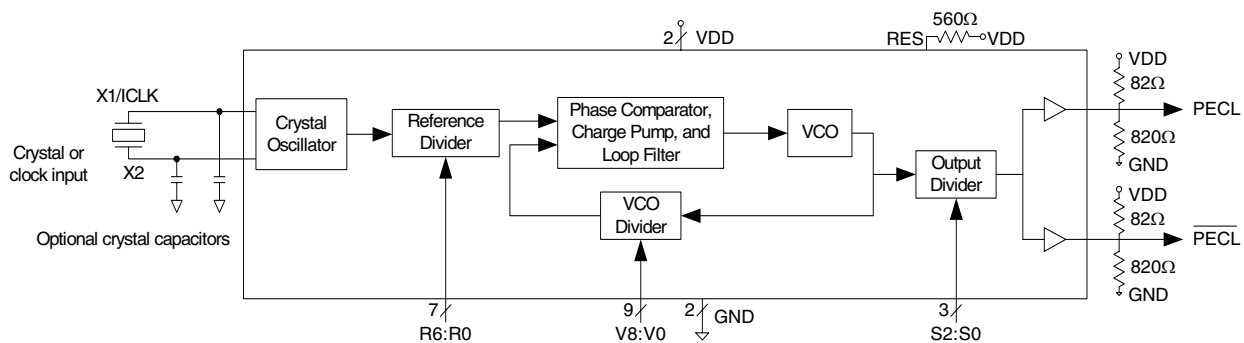 560Ω
2 VDD
RES VDD
X1/ICLK
X2
Crystal or
clock input
Optional crystal capacitors
Crystal
Oscillator
Reference
Divider
Phase Comparator,
Charge Pump, and
Loop Filter
VCO
VCO
Divider
Output
Divider
VDD
82Ω
PECL
820Ω
GND
VDD
82Ω
PECL
820Ω
GND
7
R6:R0
9
V8:V0
2
GND
3
S2:S0